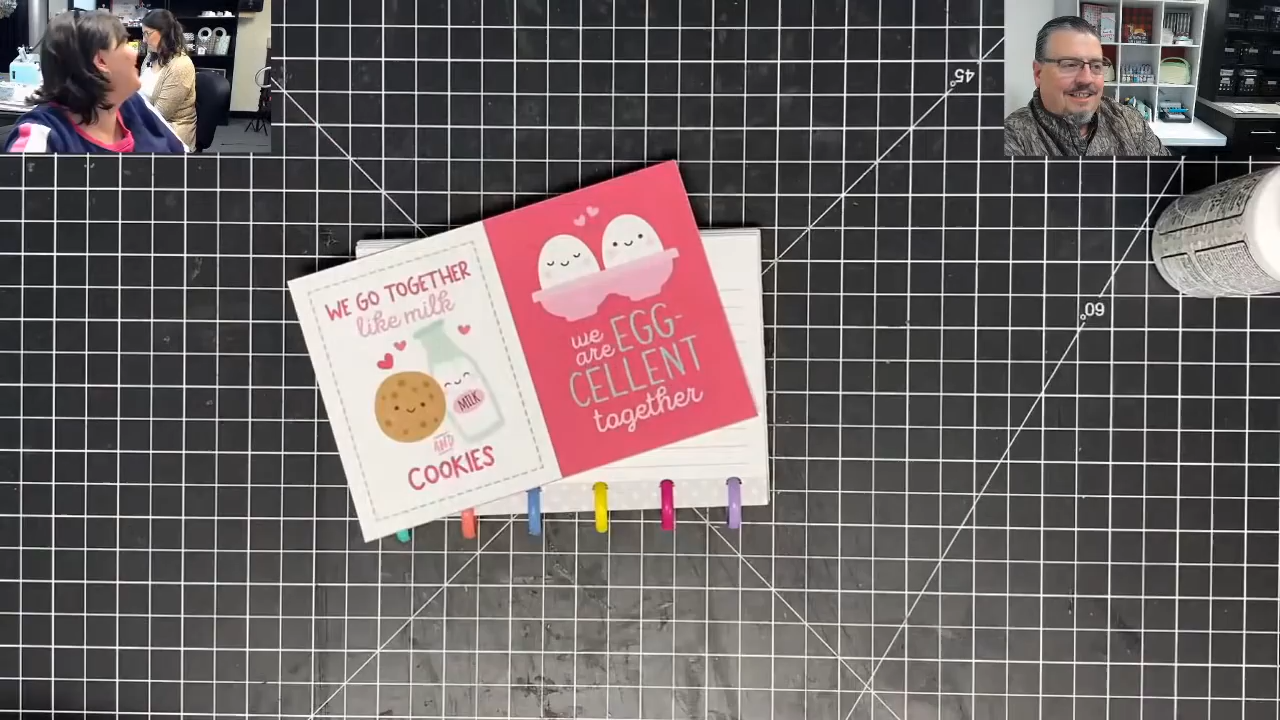 WE GO TOGETHER
like milk
MILK
AND
COOKIES
we
are EGG-
CELLENT
together
45
60